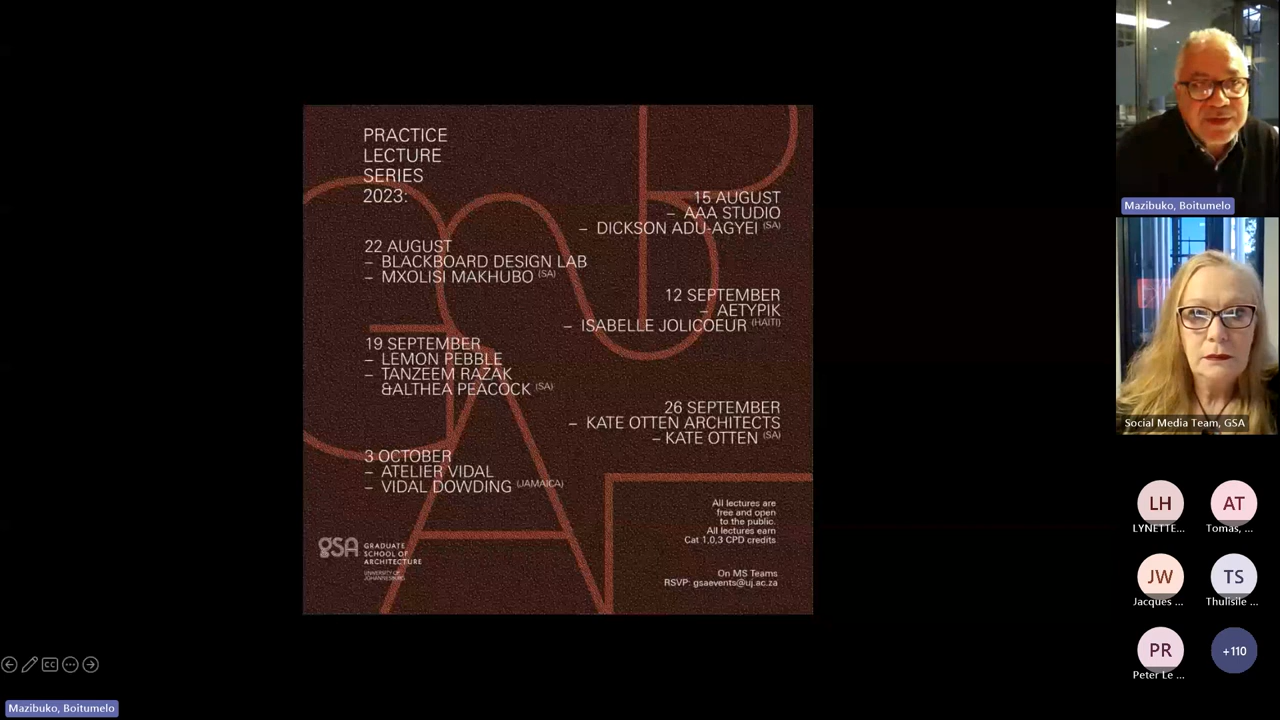 PRACTICE
LECTURE
SERIES
2023:
15 AUGUST
– AAA STUDIO
– DICKSON ADU-AGYEI (SA)
22 AUGUST
– BLACKBOARD DESIGN LAB
– MXOLISI MAKHUBO (SA)
12 SEPTEMBER
– AETYPIK
– ISABELLE JOLICOEUR (HAITI)
19 SEPTEMBER
– LEMON PEBBLE
– TANZEEM RAZAK
&ALTHEA PEACOCK (SA)
26 SEPTEMBER
– KATE OTTEN ARCHITECTS
– KATE OTTEN (SA)
3 OCTOBER
– ATELIER VIDAL
– VIDAL DOWDING (JAMAICA)
All lectures are
free and open
to the public.
All lectures earn
Cat 1,0,3 CPD credits
On MS Teams
RSVP: gsaevents@uj.ac.za
gsa GRADUATE
SCHOOL OF
ARCHITECTURE
UNIVERSITY OF
JOHANNESBURG
Mazibuko, Boitumelo
Social Media Team, GSA
LH
LYNETTE...
AT
Tomas, ...
JW
Jacques ...
TS
Thulisile ...
PR
Peter Le ...
+110
CC
Mazibuko, Boitumelo